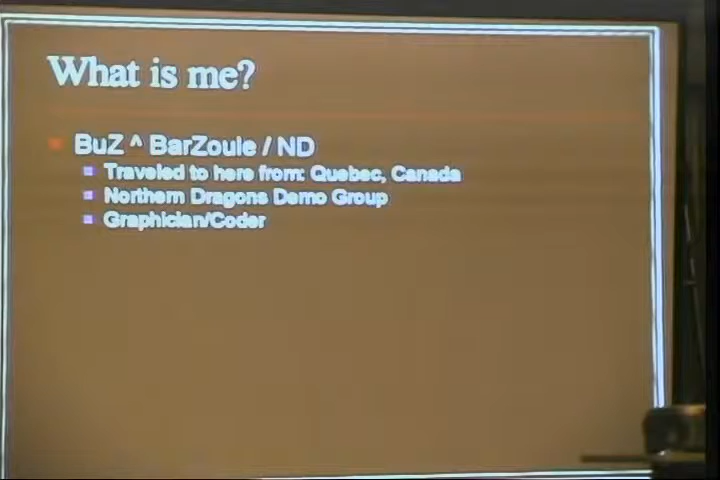 What is me?
BuZ ^ BarZoule / ND
Traveled to here from: Quebec, Canada
Northern Dragons Demo Group
Graphician/Coder